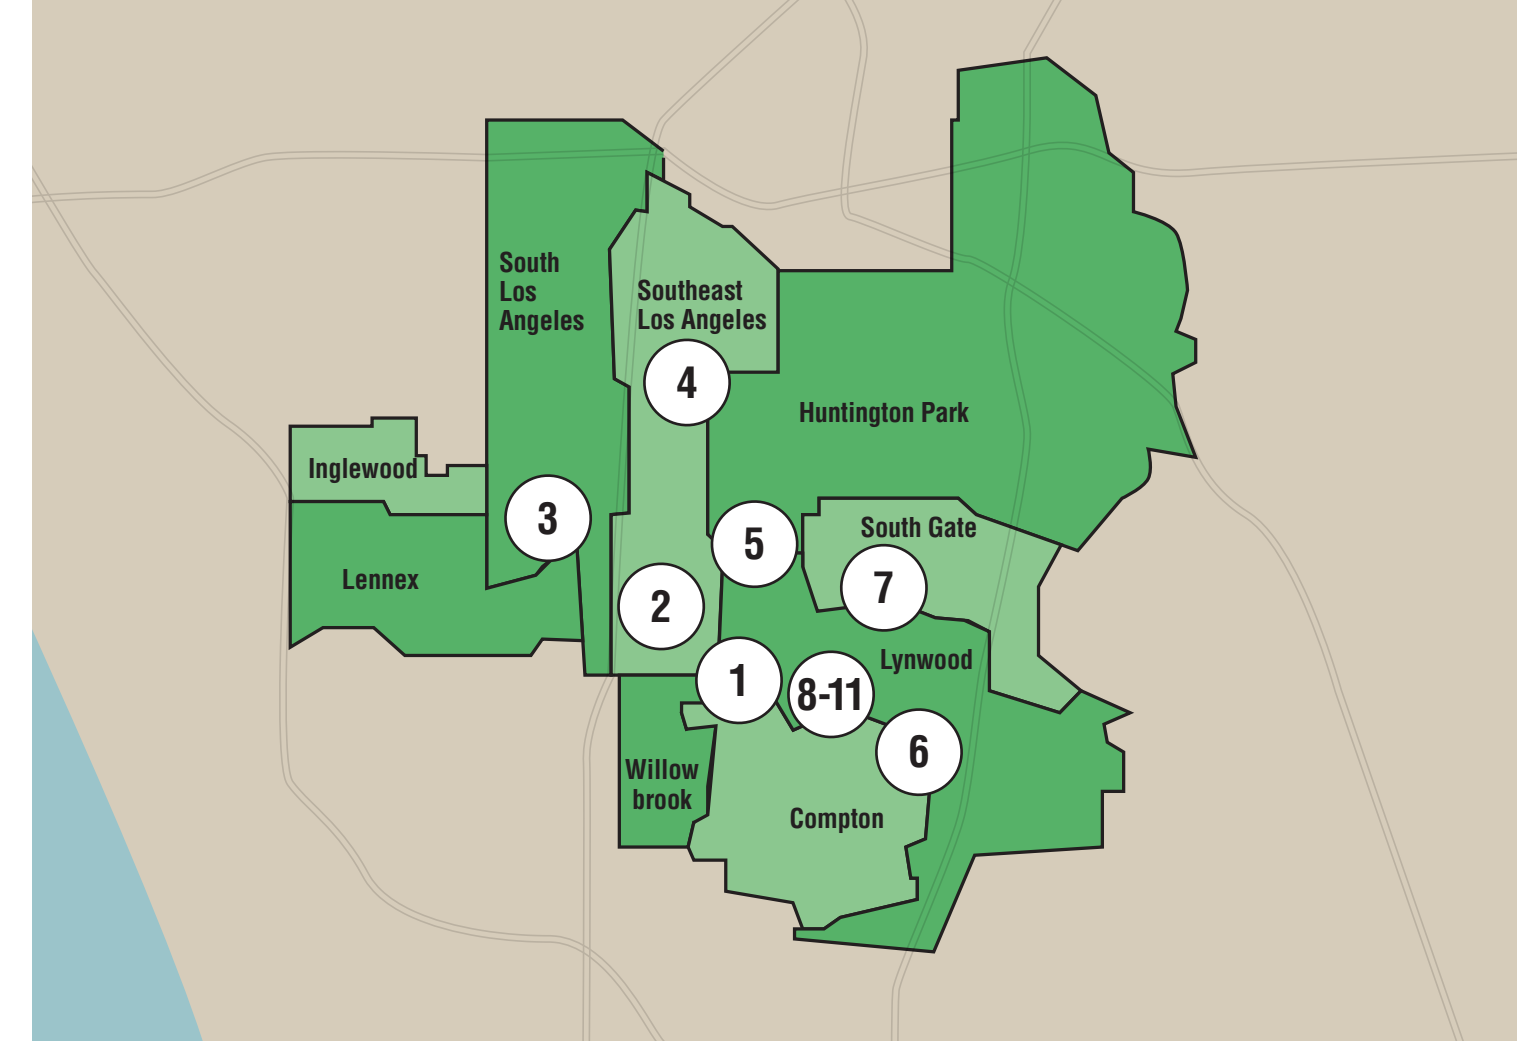 South
Los
Angeles
Southeast
Los Angeles
4
Huntington Park
Inglewood
3
South Gate
5
Lennex
7
2
Lynwood
1
8-11
6
Willow
brook
Compton